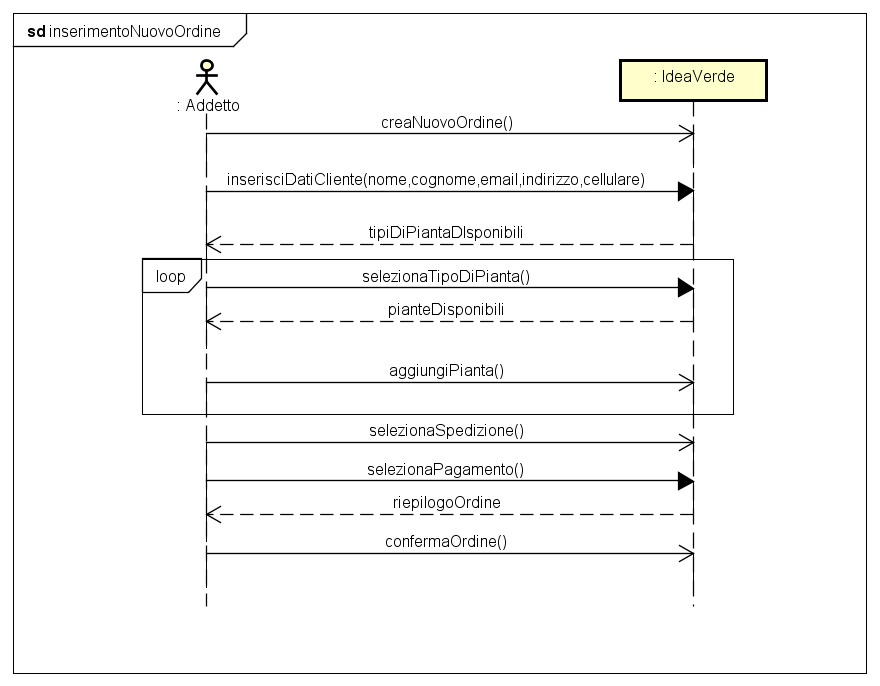 sd inserimentoNuovoOrdine
: Addetto
: IdeaVerde
creaNuovoOrdine()
inserisciDatiCliente(nome,cognome,email,indirizzo,cellulare)
tipiDiPiantaDIsponibili
loop
selezionaTipoDiPianta()
pianteDisponibili
aggiungiPianta()
selezionaSpedizione()
selezionaPagamento()
riepilogoOrdine
confermaOrdine()